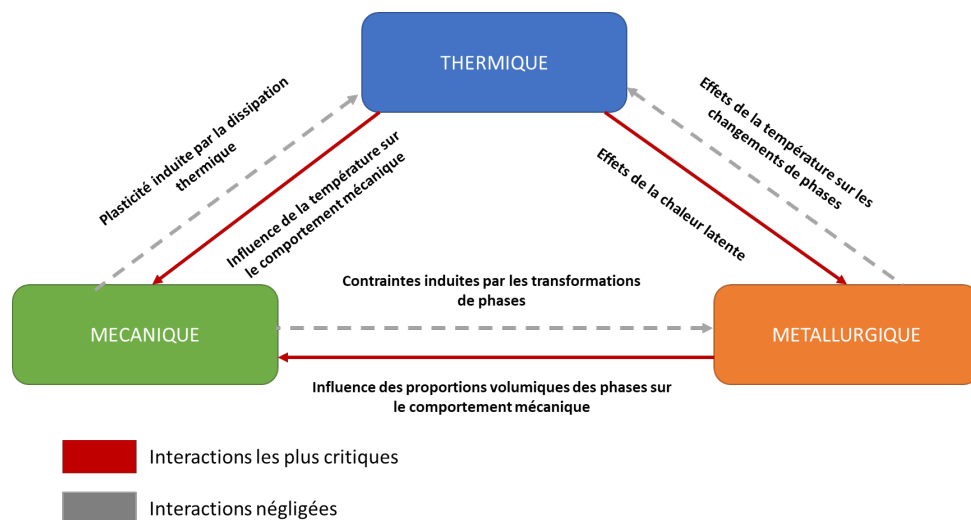 THERMIQUE
Plasticité induite par la dissipation
thermique
Influence de la température sur
le comportement mécanique
Effets de la température sur les
changements de phases
Effets de la chaleur latente
MECANIQUE
Contraintes induites par les transformations
de phases
METALLURGIQUE
Influence des proportions volumiques des phases sur
le comportement mécanique
Interactions les plus critiques
Interactions négligées